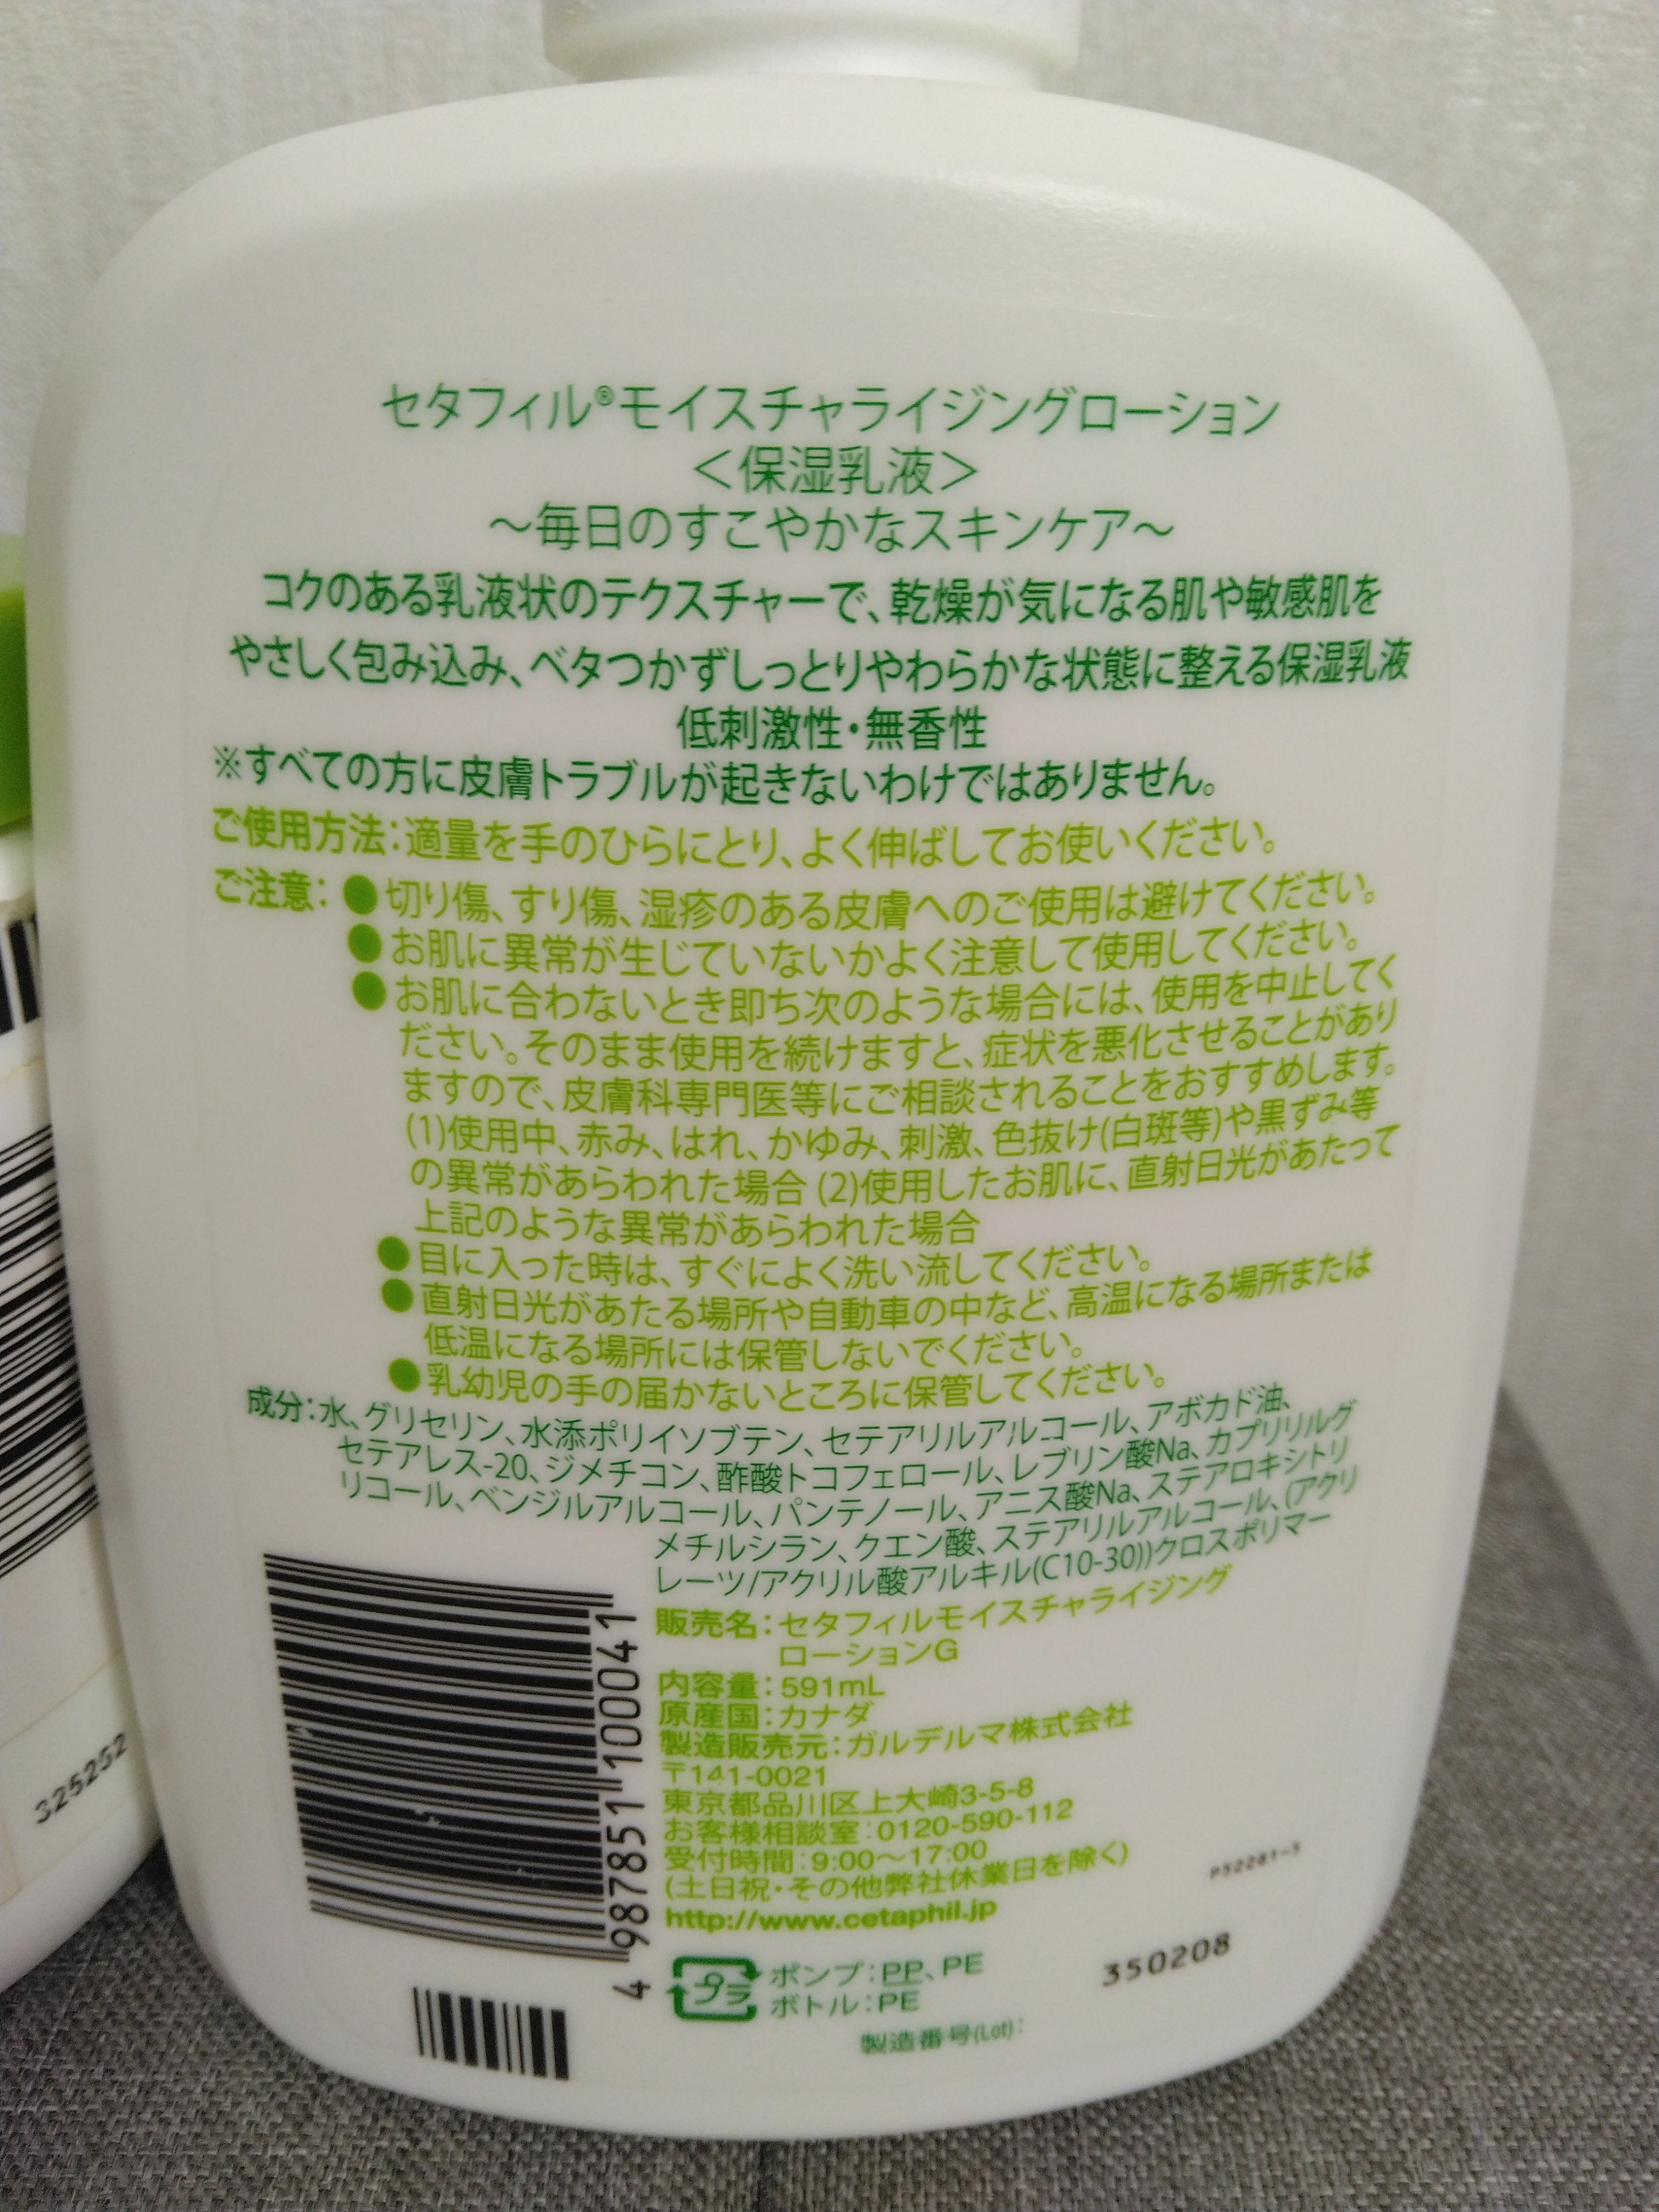 セタフィル®モイスチャライジングローション
＜保湿乳液＞
～毎日のすこやかなスキンケア～
コクのある乳液状のテクスチャーで、乾燥が気になる肌や敏感肌を
やさしく包み込み、ベタつかずしっとりやわらかな状態に整える保湿乳液
低刺激性・無香性
※すべての方に皮膚トラブルが起きないわけではありません。
ご使用方法：適量を手のひらにとり、よく伸ばしてお使いください。
ご注意：●切り傷、すり傷、湿疹のある皮膚へのご使用は避けてください。
●お肌に異常が生じていないかよく注意して使用してください。
●お肌に合わないとき即ち次のような場合には、使用を中止してく
ださい。そのまま使用を続けますと、症状を悪化させることがあり
ますので、皮膚科専門医等にご相談されることをおすすめします。
(1)使用中、赤み、はれ、かゆみ、刺激、色抜け(白斑等)や黒ずみ等
の異常があらわれた場合 (2)使用したお肌に、直射日光があたって
上記のような異常があらわれた場合
●目に入った時は、すぐによく洗い流してください。
●直射日光があたる場所や自動車の中など、高温になる場所または
低温になる場所には保管しないでください。
●乳幼児の手の届かないところに保管してください。
成分：水、グリセリン、水添ポリイソブテン、セテアリルアルコール、アボカド油、
セテアレス-20、ジメチコン、酢酸トコフェロール、レブリン酸Na、カプリリルグ
リコール、ベンジルアルコール、パンテノール、アニス酸Na、ステアロキシトリ
メチルシラン、クエン酸、ステアリルアルコール、(アクリ
レーツ/アクリル酸アルキル(C10-30))クロスポリマー
販売名：セタフィルモイスチャライジング
ローションG
内容量：591mL
原産国：カナダ
製造販売元：ガルデルマ株式会社
〒141-0021
東京都品川区上大崎3-5-8
お客様相談室：0120-590-112
受付時間：9:00～17:00
(土日祝・その他弊社休業日を除く)
http://www.cetaphil.jp
プラ
ポンプ：PP、PE
ボトル：PE
製造番号(Lot)：
4 987851 100041
P52281-5
350208
325252